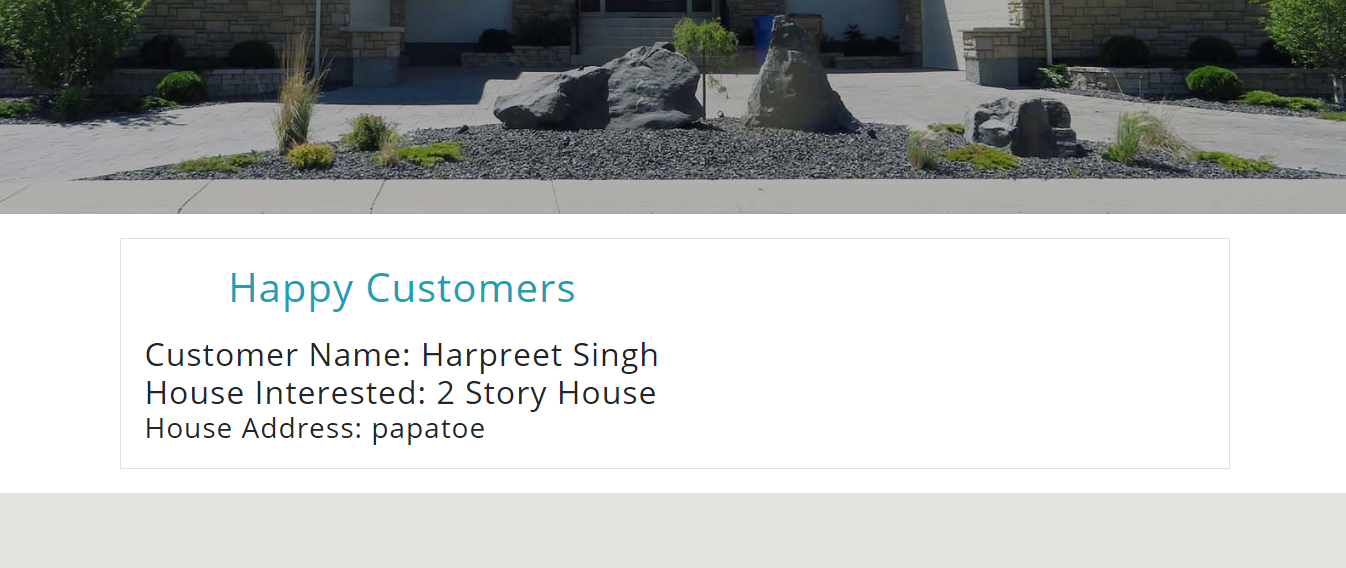 Happy Customers
Customer Name: Harpreet Singh
House Interested: 2 Story House
House Address: papatoe